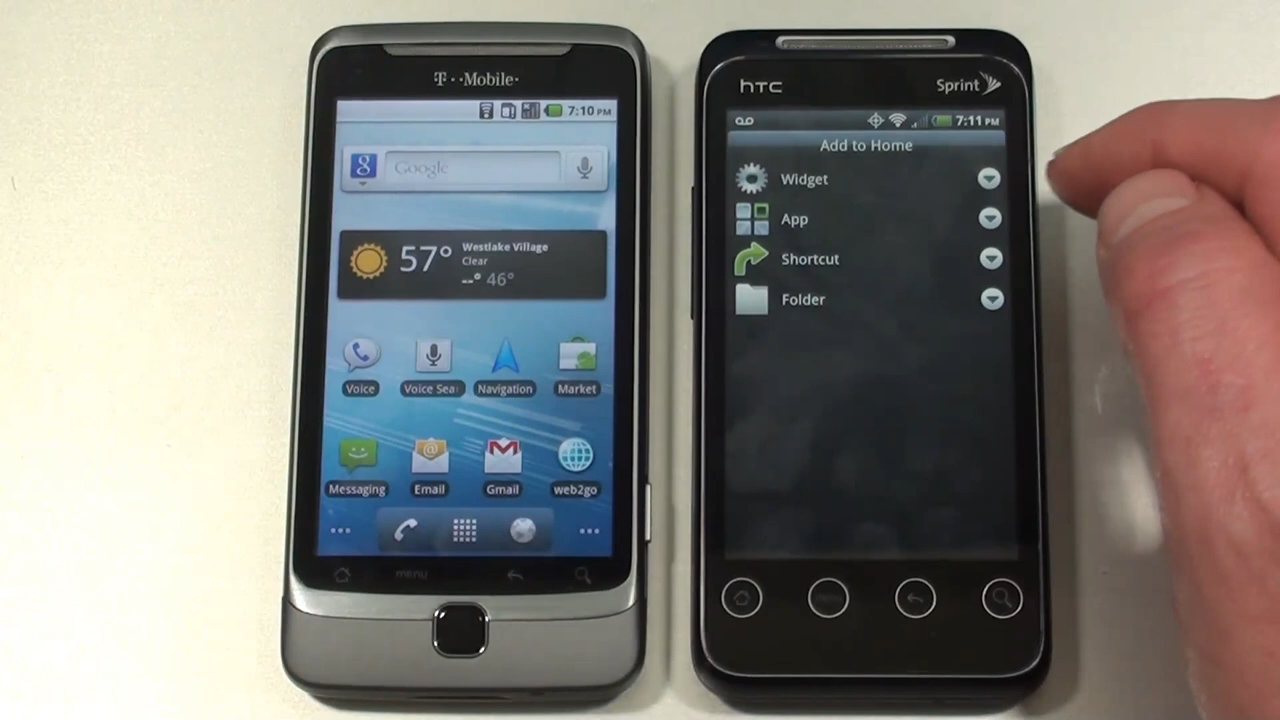 T··Mobile·
7:10 PM
8
Google
57°
Westlake Village
Clear
--° 46°
Voice
Voice Sea
Navigation
Market
Messaging
Email
Gmail
web2go
menu
hTC
Sprint
7:11 PM
Add to Home
Widget
App
Shortcut
Folder